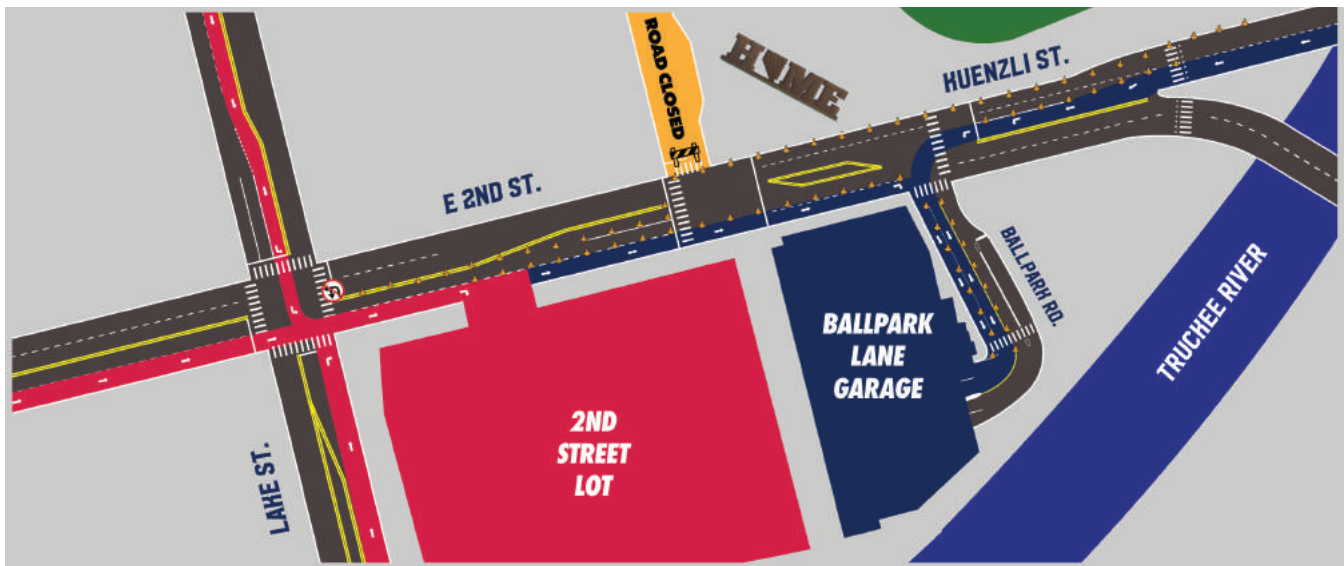 ROAD CLOSED
HOME
KUENZLI ST.
E 2ND ST.
BALLPARK RD.
BALLPARK
LANE
GARAGE
TRUCKEE RIVER
2ND
STREET
LOT
LAKE ST.